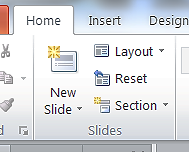 Home Insert Design
Layout
Reset
New
Slide
Section
Slides